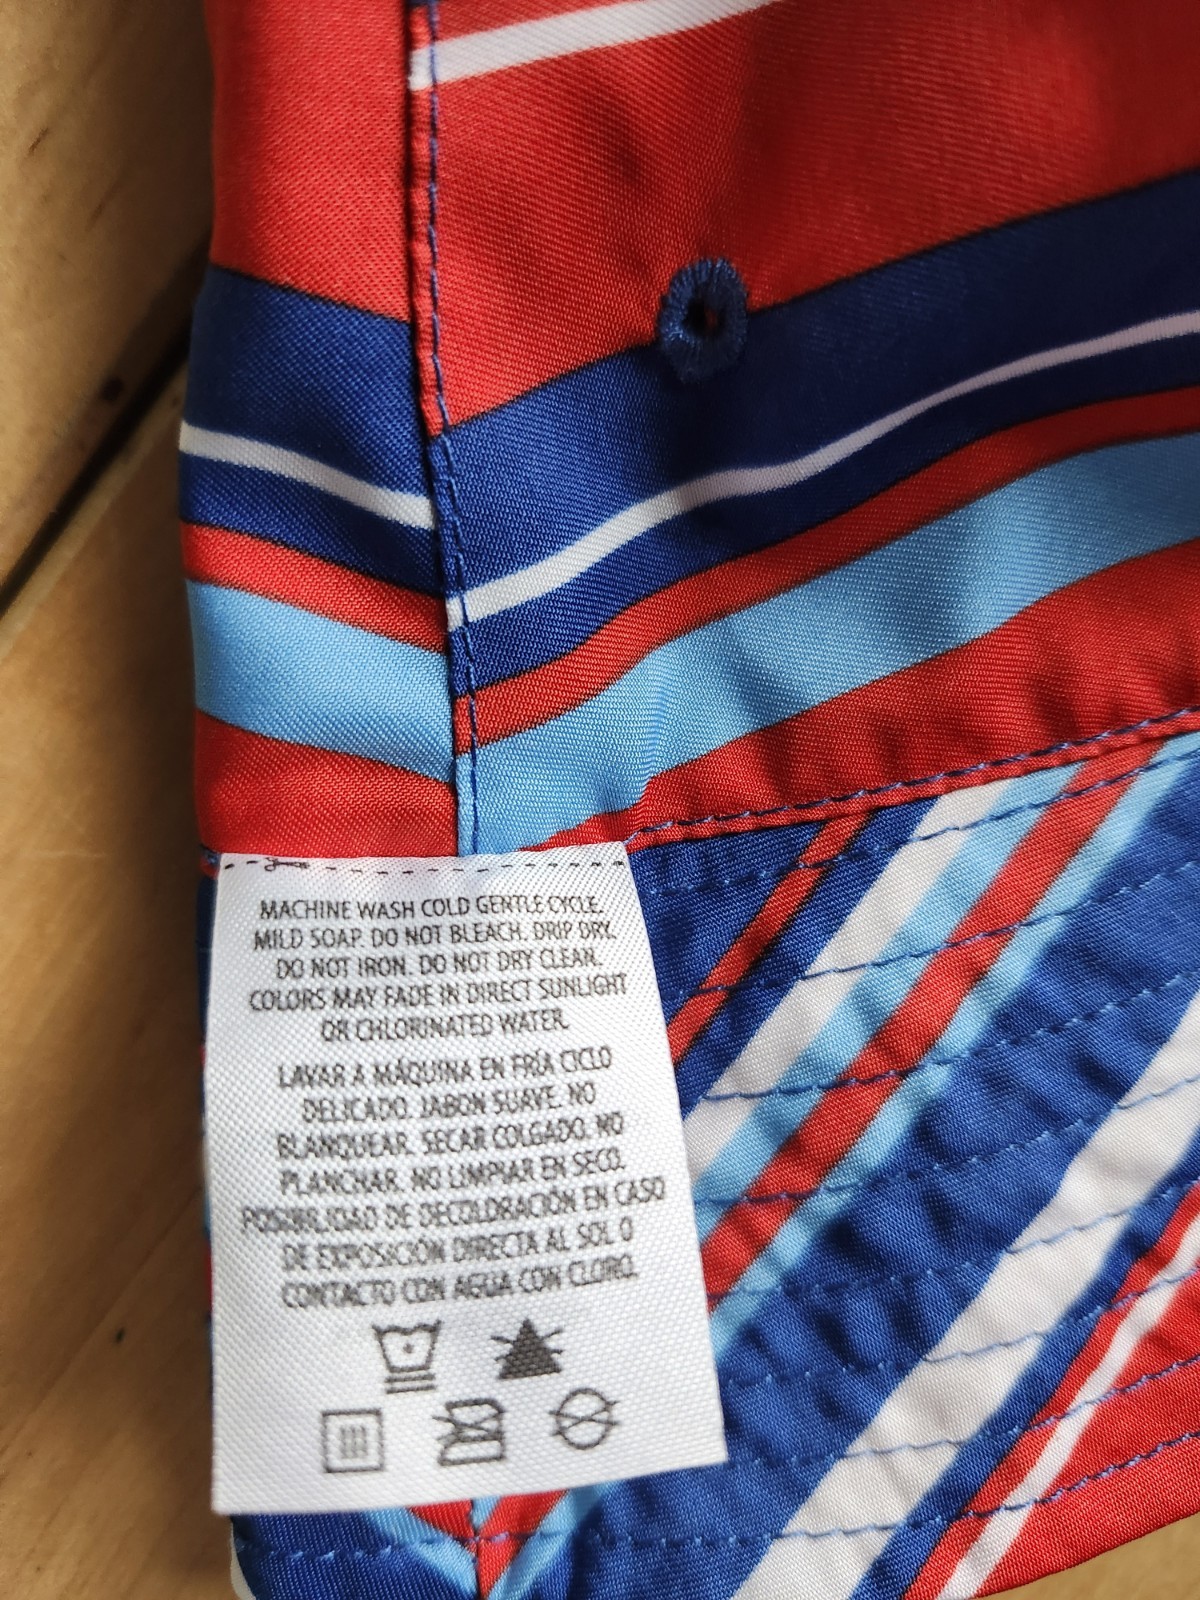 MACHINE WASH COLD GENTLE CYCLE.
MILD SOAP. DO NOT BLEACH. DRIP DRY.
DO NOT IRON. DO NOT DRY CLEAN.
COLORS MAY FADE IN DIRECT SUNLIGHT
OR CHLORINATED WATER.
LAVAR A MÁQUINA EN FRÍA CICLO
DELICADO. JABON SUAVE. NO
BLANQUEAR. SECAR COLGADO. NO
PLANCHAR. NO LIMPIAR EN SECO.
POSIBILIDAD DE DECOLORACIÓN EN CASO
DE EXPOSICIÓN DIRECTA AL SOL O
CONTACTO CON AGUA CON CLORO.